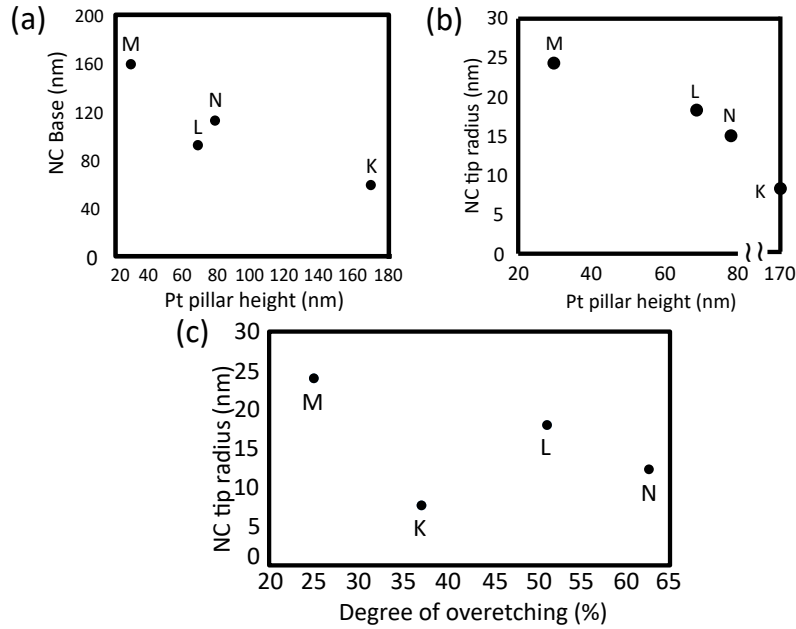 (a)
NC Base (nm)
200
160
120
80
40
0
M
N
L
K
20 40 60 80 100 120 140 160 180
Pt pillar height (nm)
(b)
NC tip radius (nm)
30
25
20
15
10
5
0
M
L
N
K
20 40 60 80 170
Pt pillar height (nm)
(c)
NC tip radius (nm)
30
25
20
15
10
5
0
M
L
N
K
20 25 35 40 50 60 65
Degree of overetching (%)